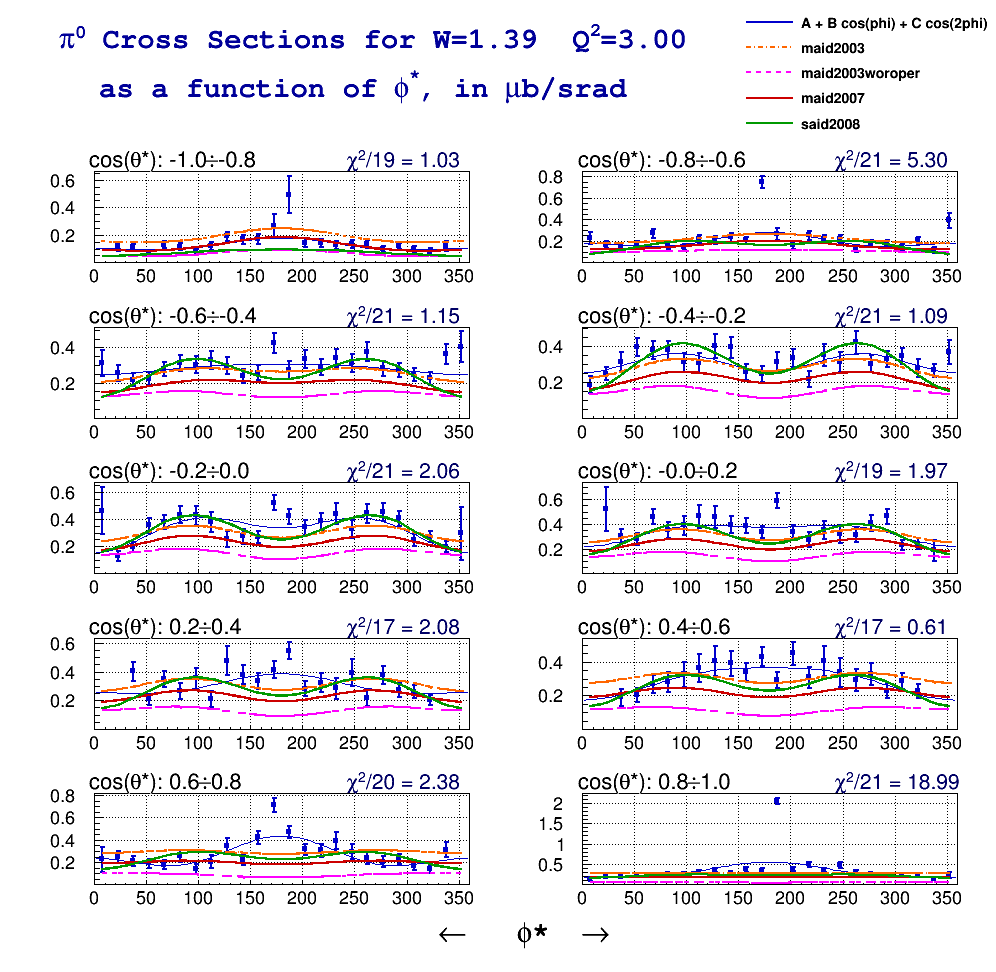 π⁰ Cross Sections for W=1.39 Q²=3.00
as a function of ϕ*, in μb/srad
A + B cos(phi) + C cos(2phi)
maid2003
maid2003woroper
maid2007
said2008
cos(θ*): -1.0÷-0.8 χ²/19 = 1.03
0.6
0.4
0.2
0 50 100 150 200 250 300 350
cos(θ*): -0.8÷-0.6 χ²/21 = 5.30
0.8
0.6
0.4
0.2
0 50 100 150 200 250 300 350
cos(θ*): -0.6÷-0.4 χ²/21 = 1.15
0.4
0.2
0 50 100 150 200 250 300 350
cos(θ*): -0.4÷-0.2 χ²/21 = 1.09
0.4
0.2
0 50 100 150 200 250 300 350
cos(θ*): -0.2÷0.0 χ²/21 = 2.06
0.6
0.4
0.2
0 50 100 150 200 250 300 350
cos(θ*): -0.0÷0.2 χ²/19 = 1.97
0.6
0.4
0.2
0 50 100 150 200 250 300 350
cos(θ*): 0.2÷0.4 χ²/17 = 2.08
0.6
0.4
0.2
0 50 100 150 200 250 300 350
cos(θ*): 0.4÷0.6 χ²/17 = 0.61
0.4
0.2
0 50 100 150 200 250 300 350
cos(θ*): 0.6÷0.8 χ²/20 = 2.38
0.8
0.6
0.4
0.2
0 50 100 150 200 250 300 350
cos(θ*): 0.8÷1.0 χ²/21 = 18.99
2
1.5
1
0.5
0 50 100 150 200 250 300 350
← ϕ* →